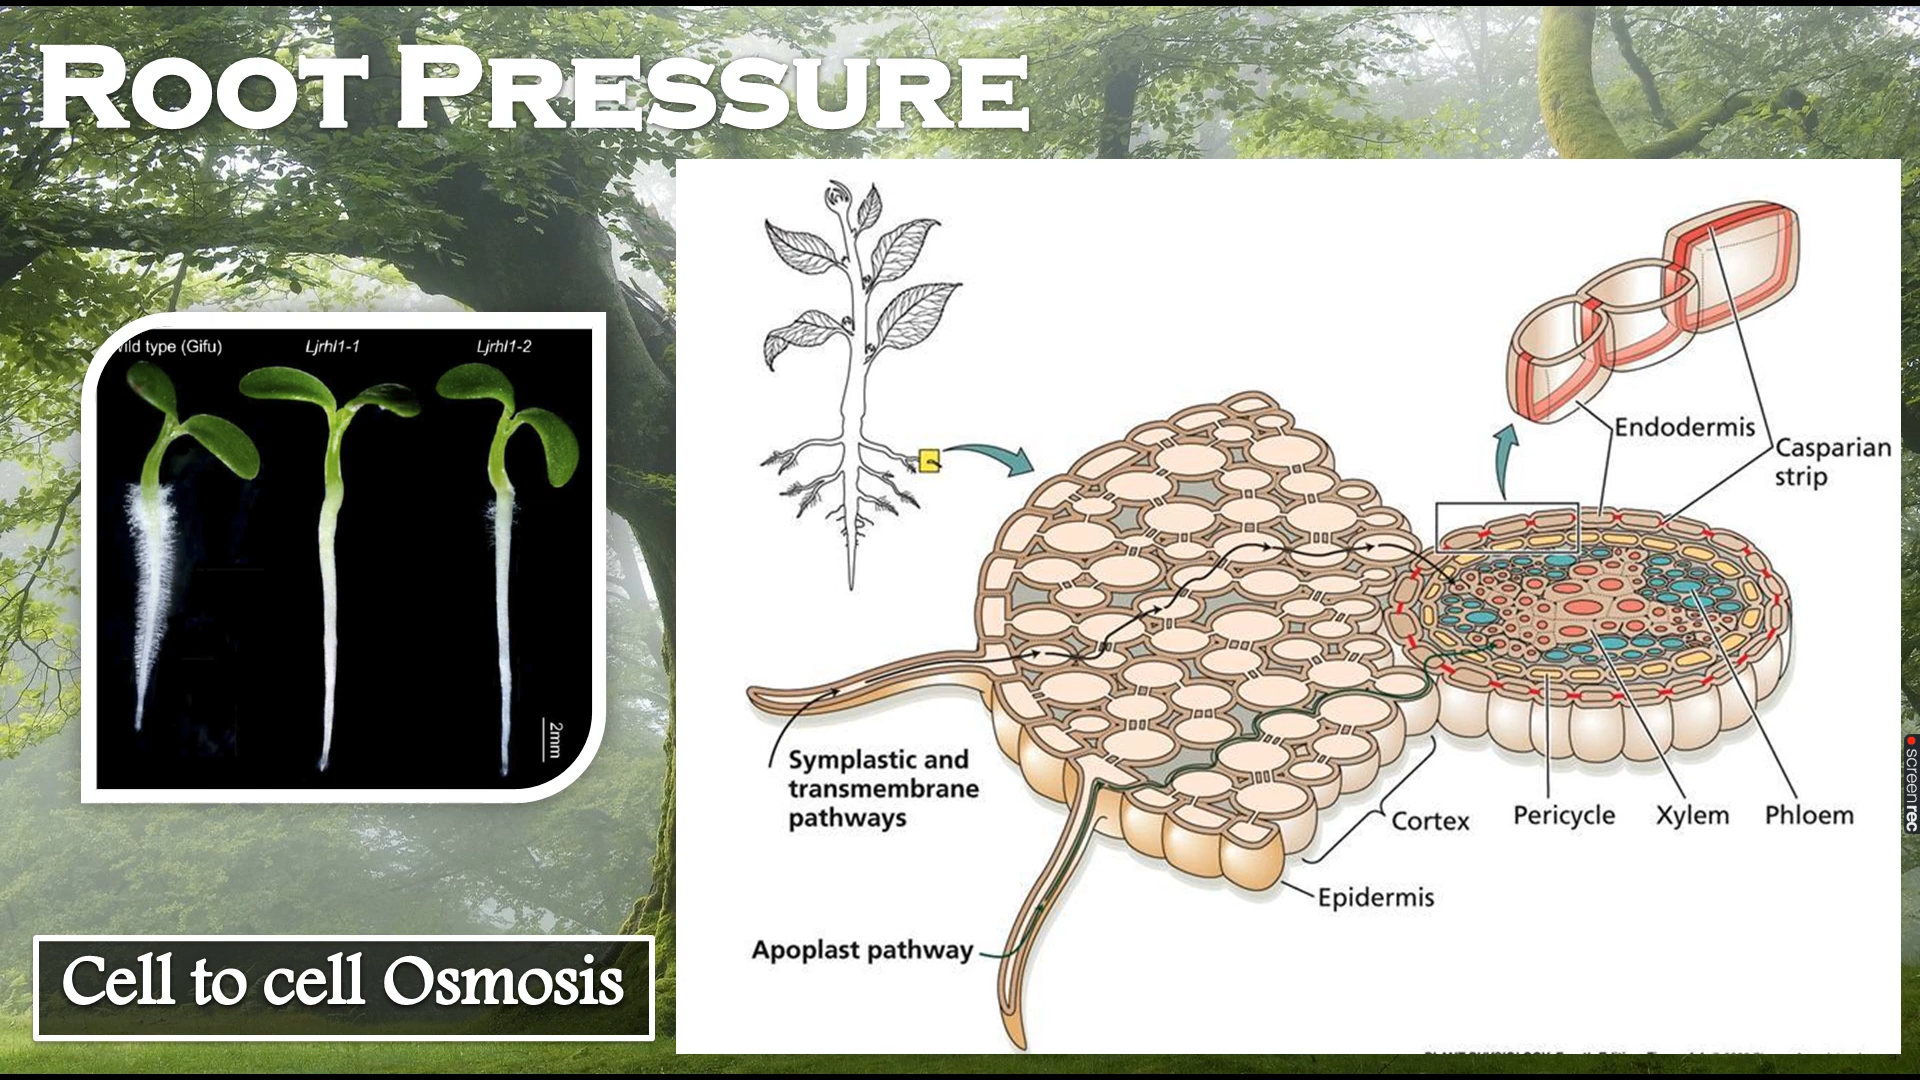 Root Pressure
ild type (Gifu)
Ljrhl1-1
Ljrhl1-2
2mm
Cell to cell Osmosis
Endodermis
Casparian
strip
Symplastic and
transmembrane
pathways
Cortex
Pericycle
Xylem
Phloem
Epidermis
Apoplast pathway
screenrec